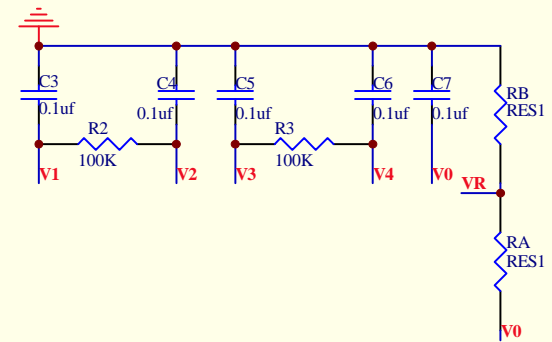 C3
0.1uf
C4
0.1uf
C5
0.1uf
C6
0.1uf
C7
0.1uf
RB
RES1
R2
100K
R3
100K
V1
V2
V3
V4
V0
VR
RA
RES1
V0